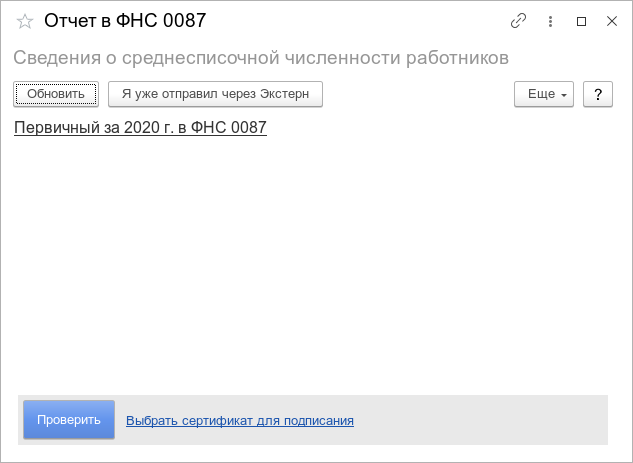 Отчет в ФНС 0087
Сведения о среднесписочной численности работников
Обновить Я уже отправил через Экстерн Еще ?
Первичный за 2020 г. в ФНС 0087
Проверить Выбрать сертификат для подписания